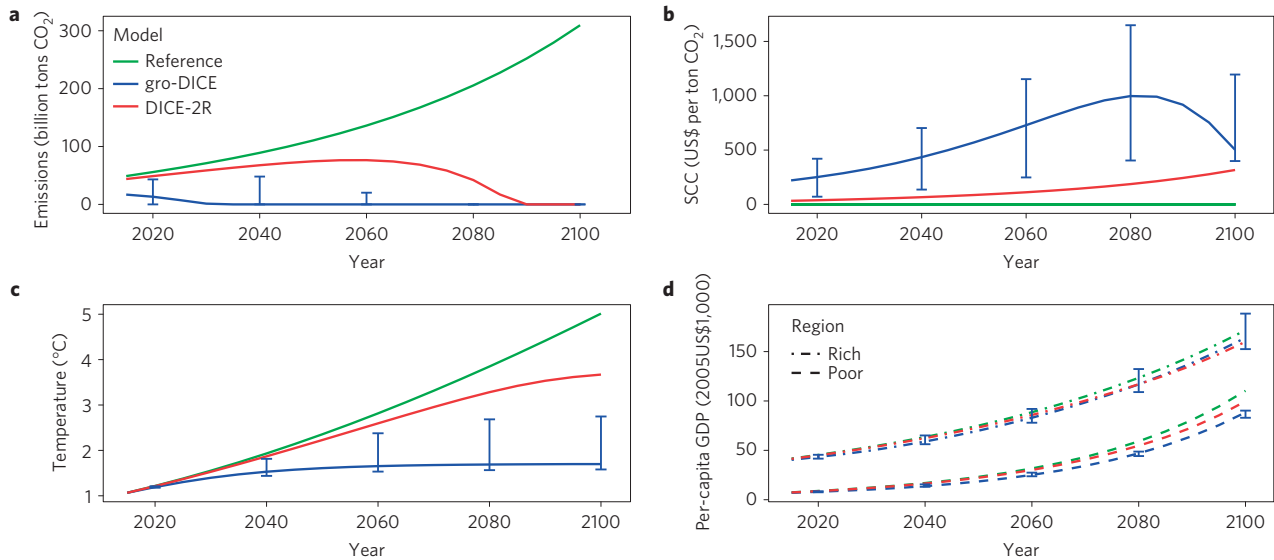 a
Emissions (billion tons CO₂)
300
200
100
0
Model
Reference
gro-DICE
DICE-2R
2020 2040 2060 2080 2100
Year
b
SCC (US$ per ton CO₂)
1,500
1,000
500
0
2020 2040 2060 2080 2100
Year
c
Temperature (°C)
5
4
3
2
1
2020 2040 2060 2080 2100
Year
d
Per-capita GDP (2005US$1,000)
150
100
50
0
Region
Rich
Poor
2020 2040 2060 2080 2100
Year